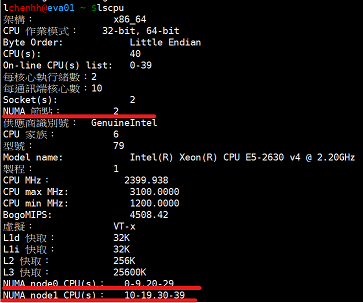 lchenhh@eva01 ~ $lscpu
架構： x86_64
CPU 作業模式： 32-bit, 64-bit
Byte Order: Little Endian
CPU(s): 40
On-line CPU(s) list: 0-39
每核心執行緒數：2
每通訊端核心數：10
Socket(s): 2
NUMA 節點： 2
供應商識別號： GenuineIntel
CPU 家族： 6
型號： 79
Model name: Intel(R) Xeon(R) CPU E5-2630 v4 @ 2.20GHz
製程： 1
CPU MHz： 2399.938
CPU max MHz: 3100.0000
CPU min MHz: 1200.0000
BogoMIPS: 4508.42
虛擬： VT-x
L1d 快取： 32K
L1i 快取： 32K
L2 快取： 256K
L3 快取： 25600K
NUMA node0 CPU(s): 0-9,20-29
NUMA node1 CPU(s): 10-19,30-39